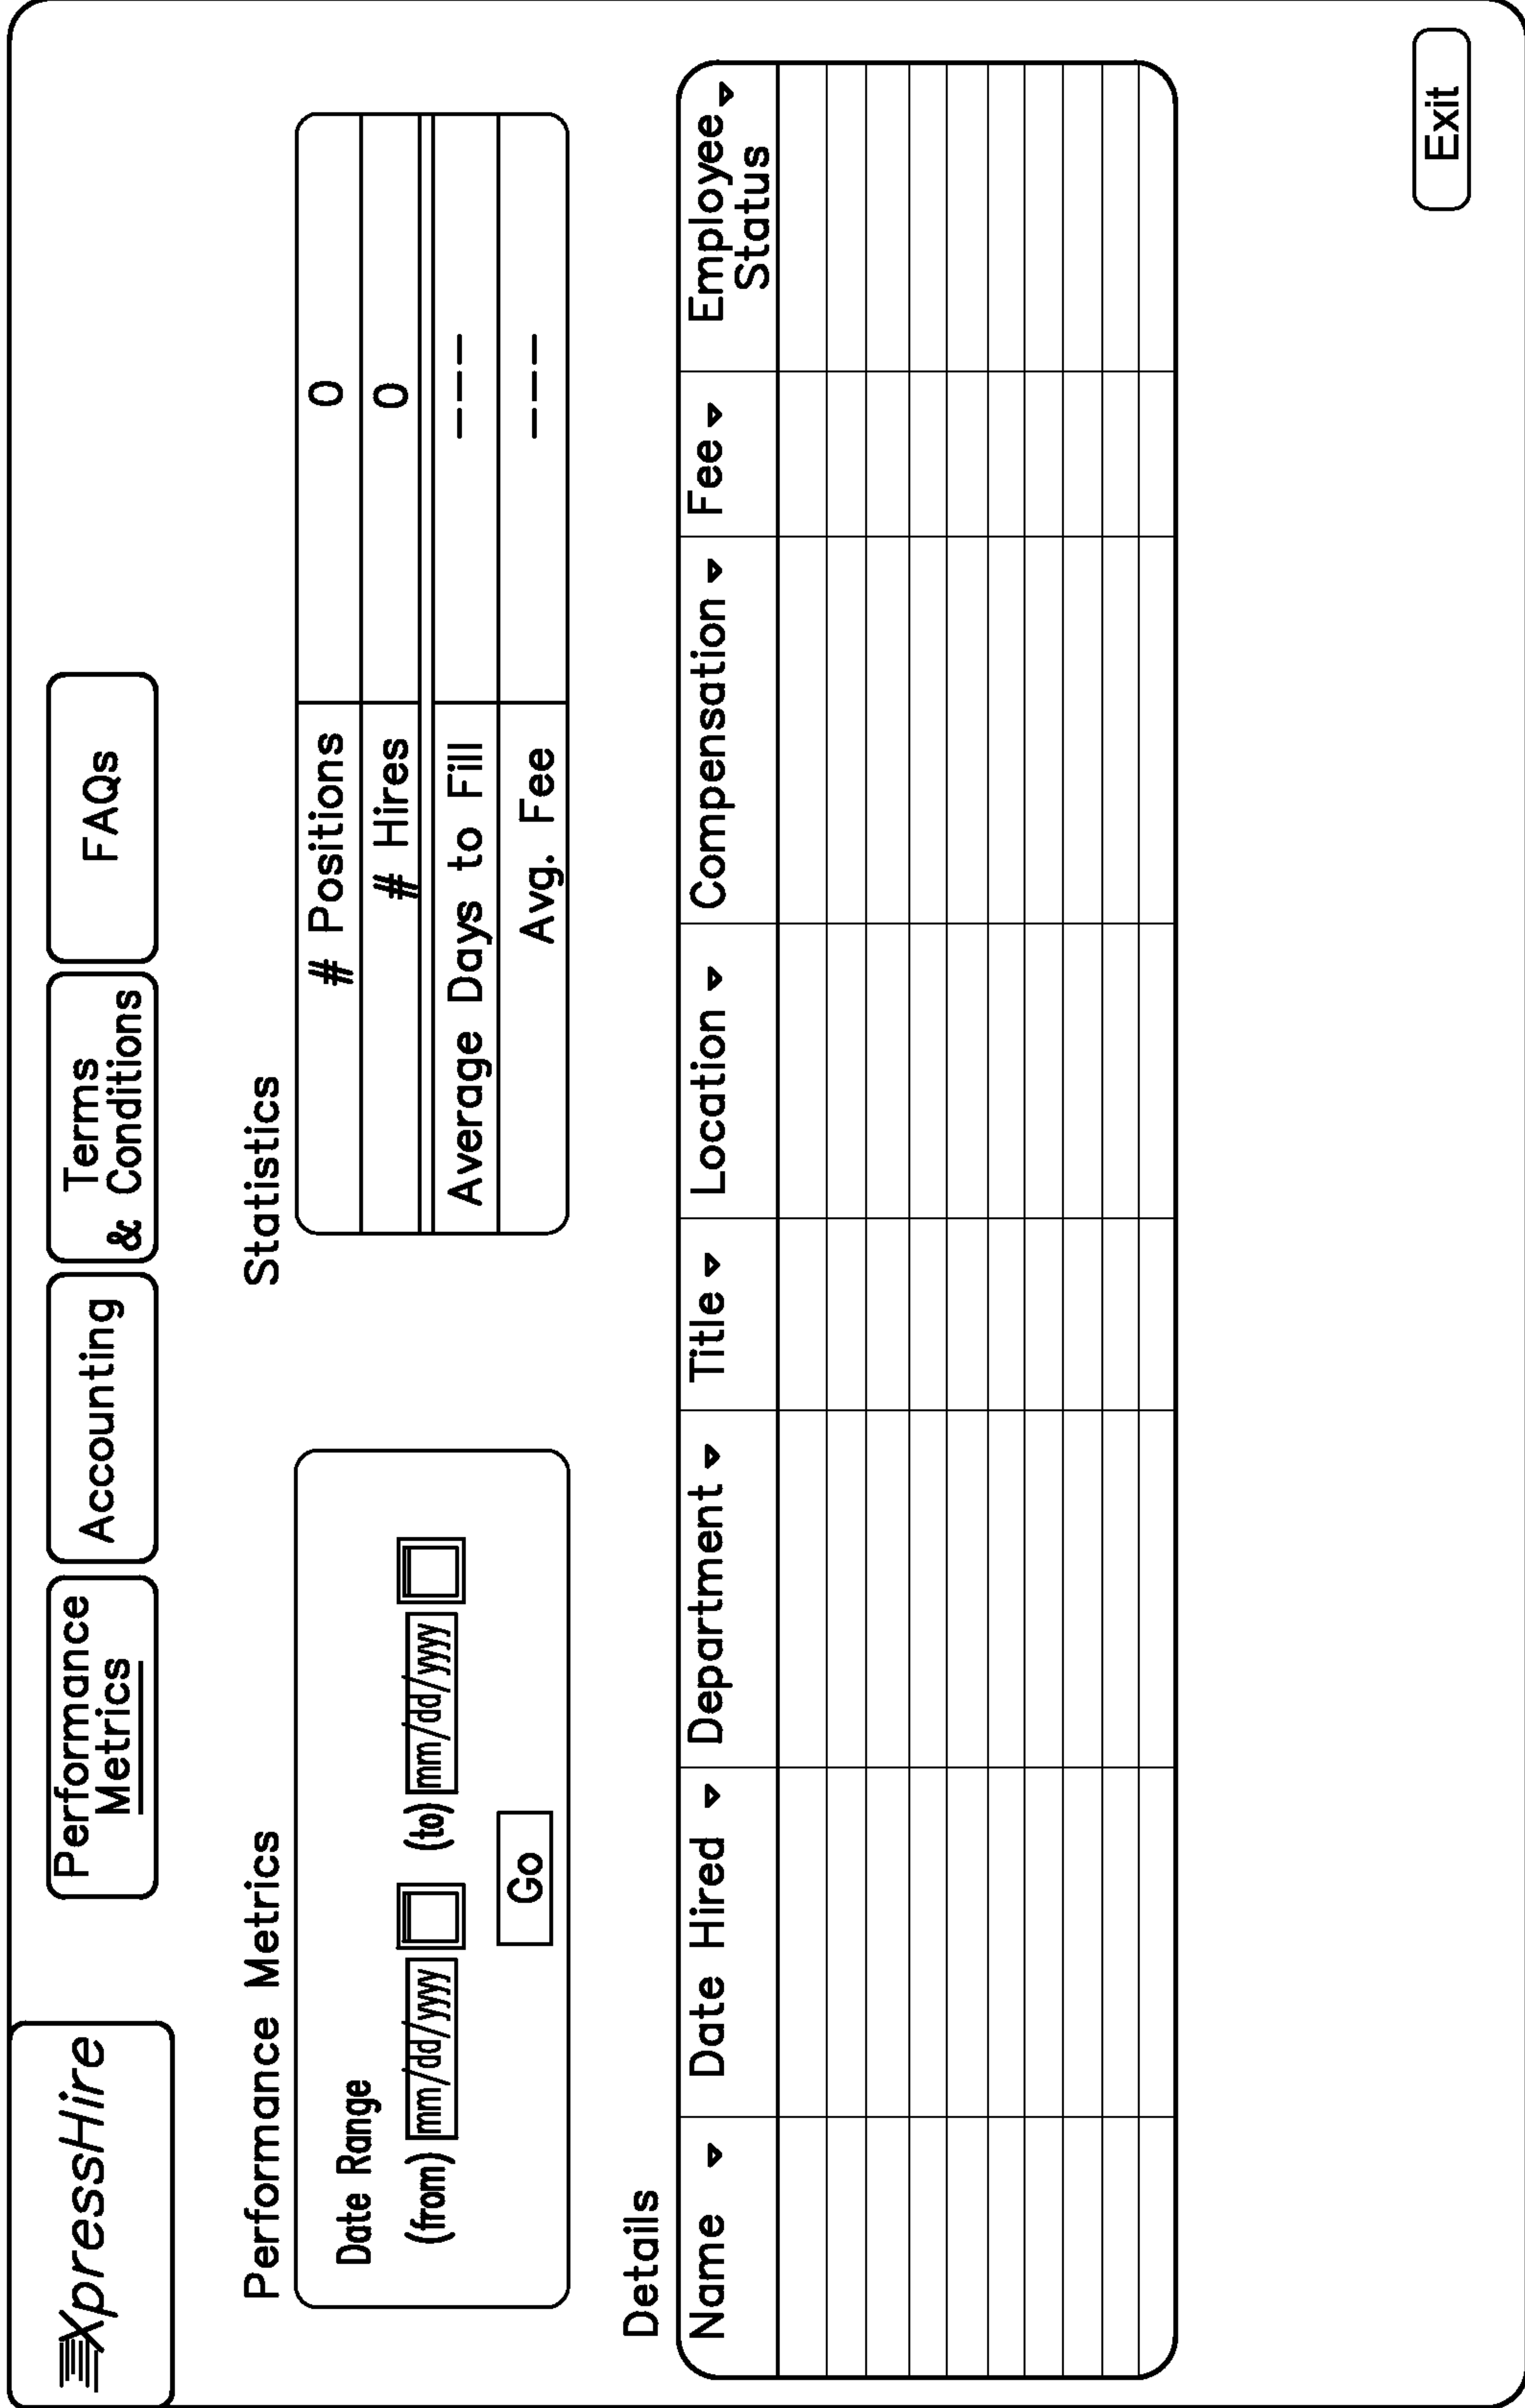 XpressHire
Performance
Metrics
Accounting
Terms
& Conditions
FAQs
Performance Metrics
Date Range
(from) mm/dd/yyy (to) mm/dd/yyy
Go
Statistics
# Positions 0
# Hires 0
Average Days to Fill ---
Avg. Fee ---
Details
Name Date Hired Department Title Location Compensation Fee Employee
Status
Exit